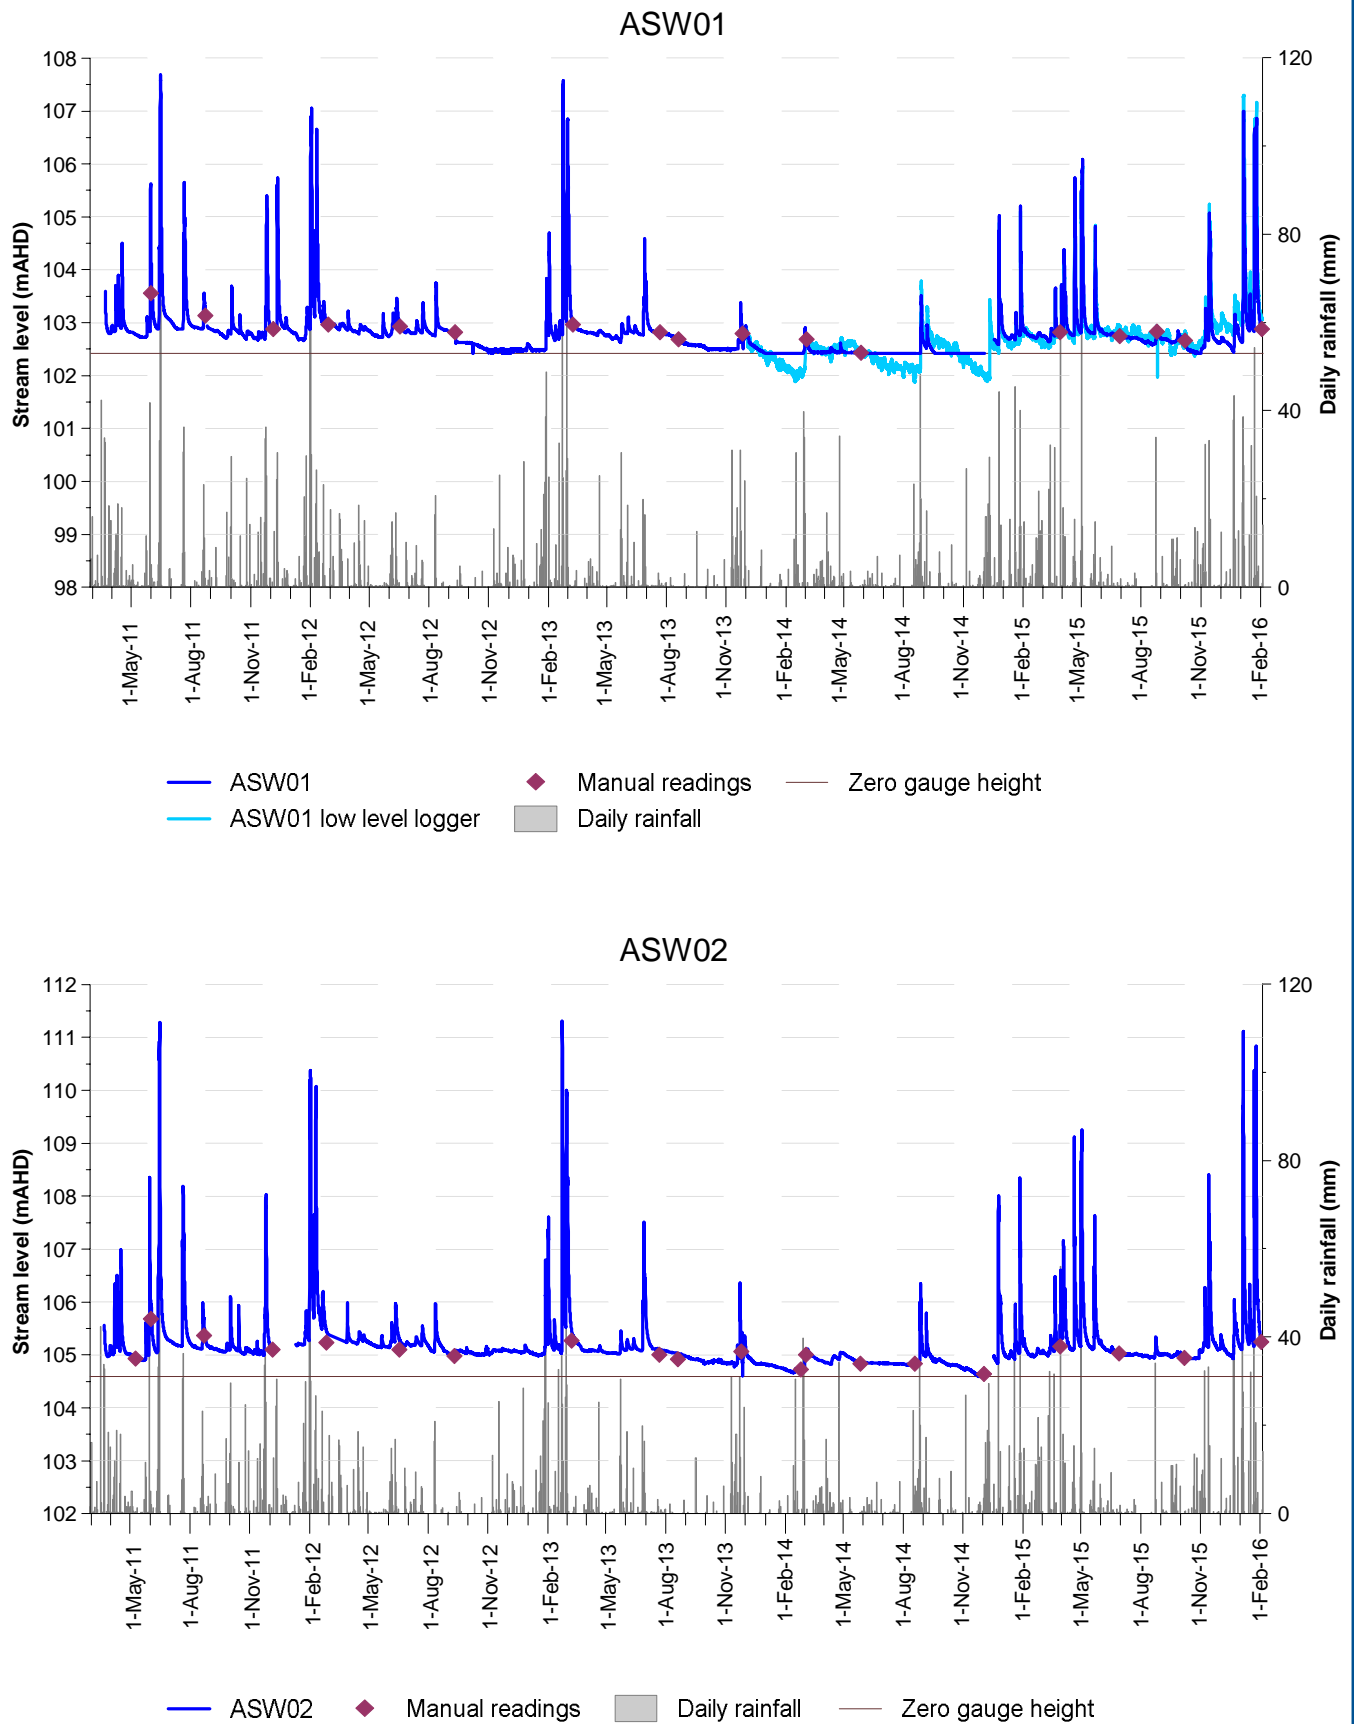 ASW01
108
107
106
105
104
103
102
101
100
99
98
Stream level (mAHD)
120
80
40
0
Daily rainfall (mm)
1-May-11
1-Aug-11
1-Nov-11
1-Feb-12
1-May-12
1-Aug-12
1-Nov-12
1-Feb-13
1-May-13
1-Aug-13
1-Nov-13
1-Feb-14
1-May-14
1-Aug-14
1-Nov-14
1-Feb-15
1-May-15
1-Aug-15
1-Nov-15
1-Feb-16
ASW01 Manual readings Zero gauge height
ASW01 low level logger Daily rainfall
ASW02
112
111
110
109
108
107
106
105
104
103
102
Stream level (mAHD)
120
80
40
0
Daily rainfall (mm)
1-May-11
1-Aug-11
1-Nov-11
1-Feb-12
1-May-12
1-Aug-12
1-Nov-12
1-Feb-13
1-May-13
1-Aug-13
1-Nov-13
1-Feb-14
1-May-14
1-Aug-14
1-Nov-14
1-Feb-15
1-May-15
1-Aug-15
1-Nov-15
1-Feb-16
ASW02 Manual readings Daily rainfall Zero gauge height